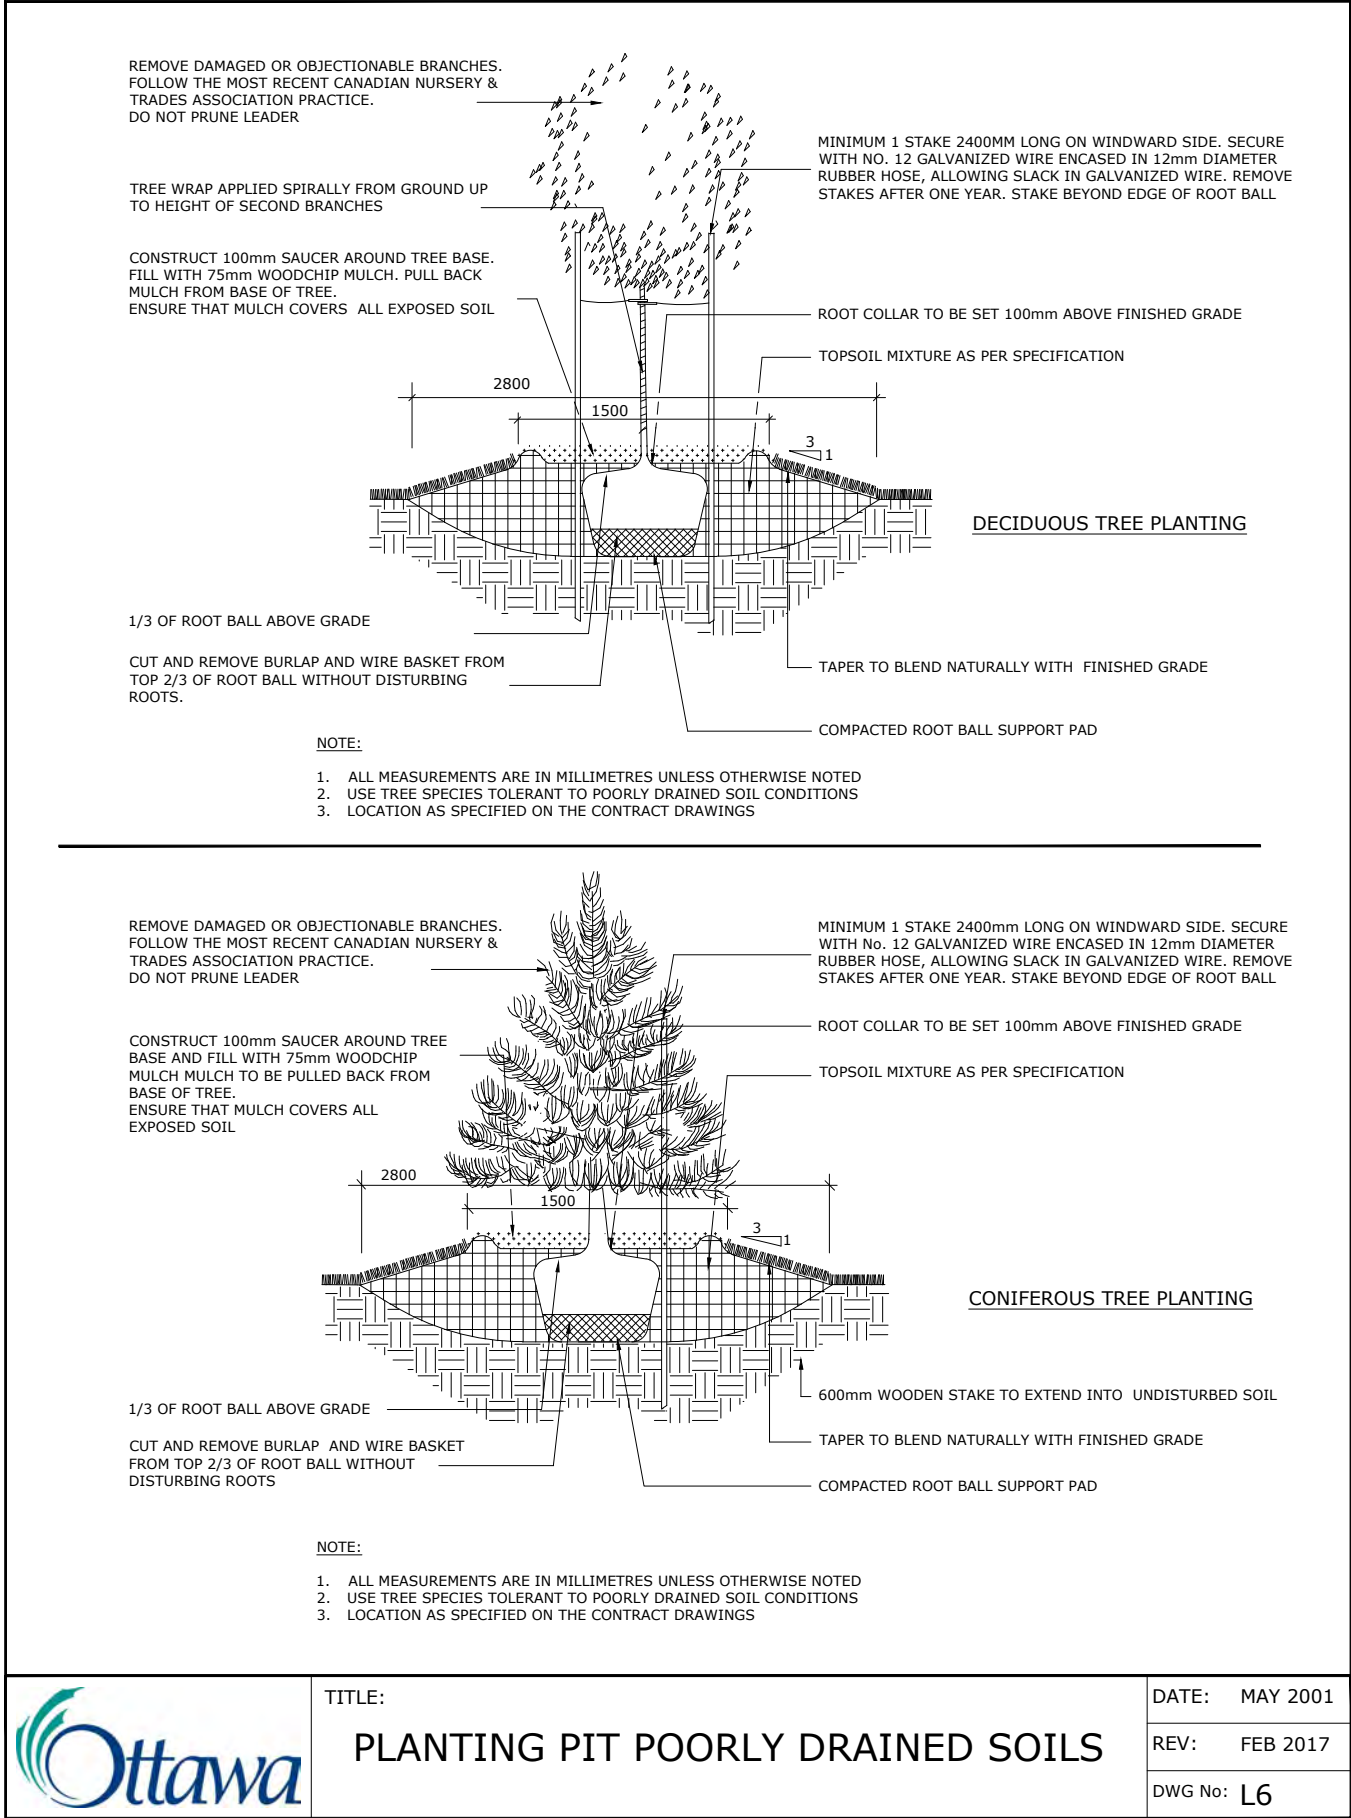 REMOVE DAMAGED OR OBJECTIONABLE BRANCHES.
FOLLOW THE MOST RECENT CANADIAN NURSERY &
TRADES ASSOCIATION PRACTICE.
DO NOT PRUNE LEADER
MINIMUM 1 STAKE 2400MM LONG ON WINDWARD SIDE. SECURE
WITH NO. 12 GALVANIZED WIRE ENCASED IN 12mm DIAMETER
RUBBER HOSE, ALLOWING SLACK IN GALVANIZED WIRE. REMOVE
STAKES AFTER ONE YEAR. STAKE BEYOND EDGE OF ROOT BALL
TREE WRAP APPLIED SPIRALLY FROM GROUND UP
TO HEIGHT OF SECOND BRANCHES
CONSTRUCT 100mm SAUCER AROUND TREE BASE.
FILL WITH 75mm WOODCHIP MULCH. PULL BACK
MULCH FROM BASE OF TREE.
ENSURE THAT MULCH COVERS ALL EXPOSED SOIL
ROOT COLLAR TO BE SET 100mm ABOVE FINISHED GRADE
TOPSOIL MIXTURE AS PER SPECIFICATION
2800
1500
3
1
DECIDUOUS TREE PLANTING
1/3 OF ROOT BALL ABOVE GRADE
CUT AND REMOVE BURLAP AND WIRE BASKET FROM
TOP 2/3 OF ROOT BALL WITHOUT DISTURBING
ROOTS.
TAPER TO BLEND NATURALLY WITH FINISHED GRADE
COMPACTED ROOT BALL SUPPORT PAD
NOTE:
1. ALL MEASUREMENTS ARE IN MILLIMETRES UNLESS OTHERWISE NOTED
2. USE TREE SPECIES TOLERANT TO POORLY DRAINED SOIL CONDITIONS
3. LOCATION AS SPECIFIED ON THE CONTRACT DRAWINGS
REMOVE DAMAGED OR OBJECTIONABLE BRANCHES.
FOLLOW THE MOST RECENT CANADIAN NURSERY &
TRADES ASSOCIATION PRACTICE.
DO NOT PRUNE LEADER
MINIMUM 1 STAKE 2400mm LONG ON WINDWARD SIDE. SECURE
WITH No. 12 GALVANIZED WIRE ENCASED IN 12mm DIAMETER
RUBBER HOSE, ALLOWING SLACK IN GALVANIZED WIRE. REMOVE
STAKES AFTER ONE YEAR. STAKE BEYOND EDGE OF ROOT BALL
ROOT COLLAR TO BE SET 100mm ABOVE FINISHED GRADE
CONSTRUCT 100mm SAUCER AROUND TREE
BASE AND FILL WITH 75mm WOODCHIP
MULCH MULCH TO BE PULLED BACK FROM
BASE OF TREE.
ENSURE THAT MULCH COVERS ALL
EXPOSED SOIL
TOPSOIL MIXTURE AS PER SPECIFICATION
2800
1500
3
1
CONIFEROUS TREE PLANTING
600mm WOODEN STAKE TO EXTEND INTO UNDISTURBED SOIL
1/3 OF ROOT BALL ABOVE GRADE
CUT AND REMOVE BURLAP AND WIRE BASKET
FROM TOP 2/3 OF ROOT BALL WITHOUT
DISTURBING ROOTS
TAPER TO BLEND NATURALLY WITH FINISHED GRADE
COMPACTED ROOT BALL SUPPORT PAD
NOTE:
1. ALL MEASUREMENTS ARE IN MILLIMETRES UNLESS OTHERWISE NOTED
2. USE TREE SPECIES TOLERANT TO POORLY DRAINED SOIL CONDITIONS
3. LOCATION AS SPECIFIED ON THE CONTRACT DRAWINGS
Ottawa
TITLE:
PLANTING PIT POORLY DRAINED SOILS
DATE: MAY 2001
REV: FEB 2017
DWG No: L6